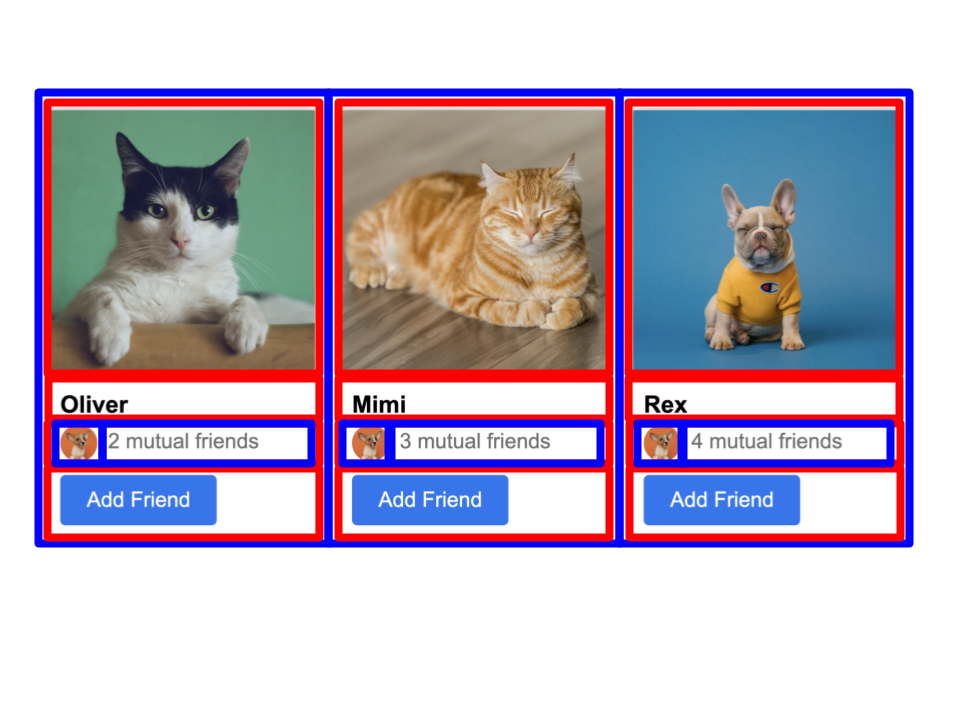 Oliver
2 mutual friends
Add Friend
Mimi
3 mutual friends
Add Friend
Rex
4 mutual friends
Add Friend